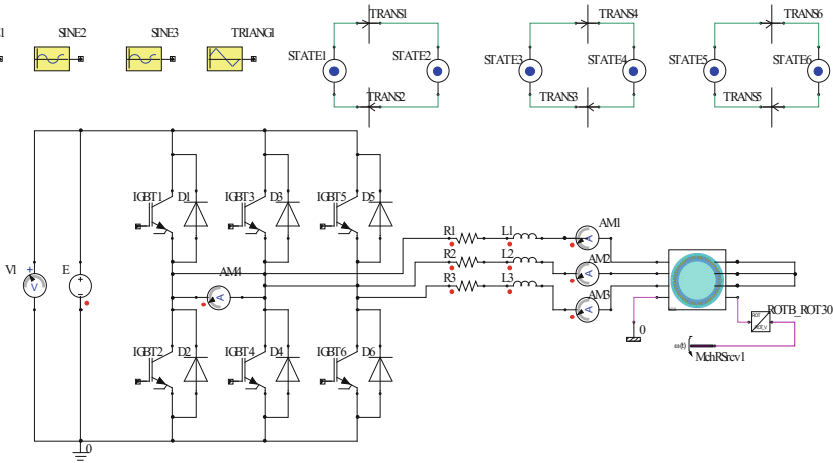 TRANS1
TRANS4
TRANS6
SINE2
SINE3
TRIANG1
STATE1
STATE2
STATE3
STATE4
STATE5
STATE6
TRANS2
TRANS3
TRANS5
IGBT1
D1
IGBT3
D3
IGBT5
D5
R1
L1
AM1
V1
+
V
E
+
-
AM4
A
R2
L2
A
AM2
A
R3
L3
AM3
A
0
ROT
ROT_V
ROTB_ROT30
ω(t)
MchRSrcv1
IGBT2
D2
IGBT4
D4
IGBT6
D6
0